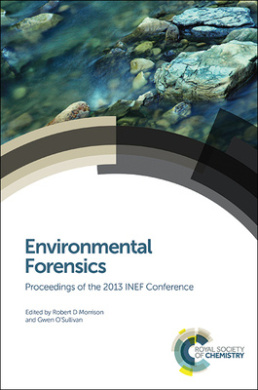 Environmental
Forensics
Proceedings of the 2013 INEF Conference
Edited by Robert D Morrison
and Gwen O'Sullivan
ROYAL SOCIETY
OF CHEMISTRY